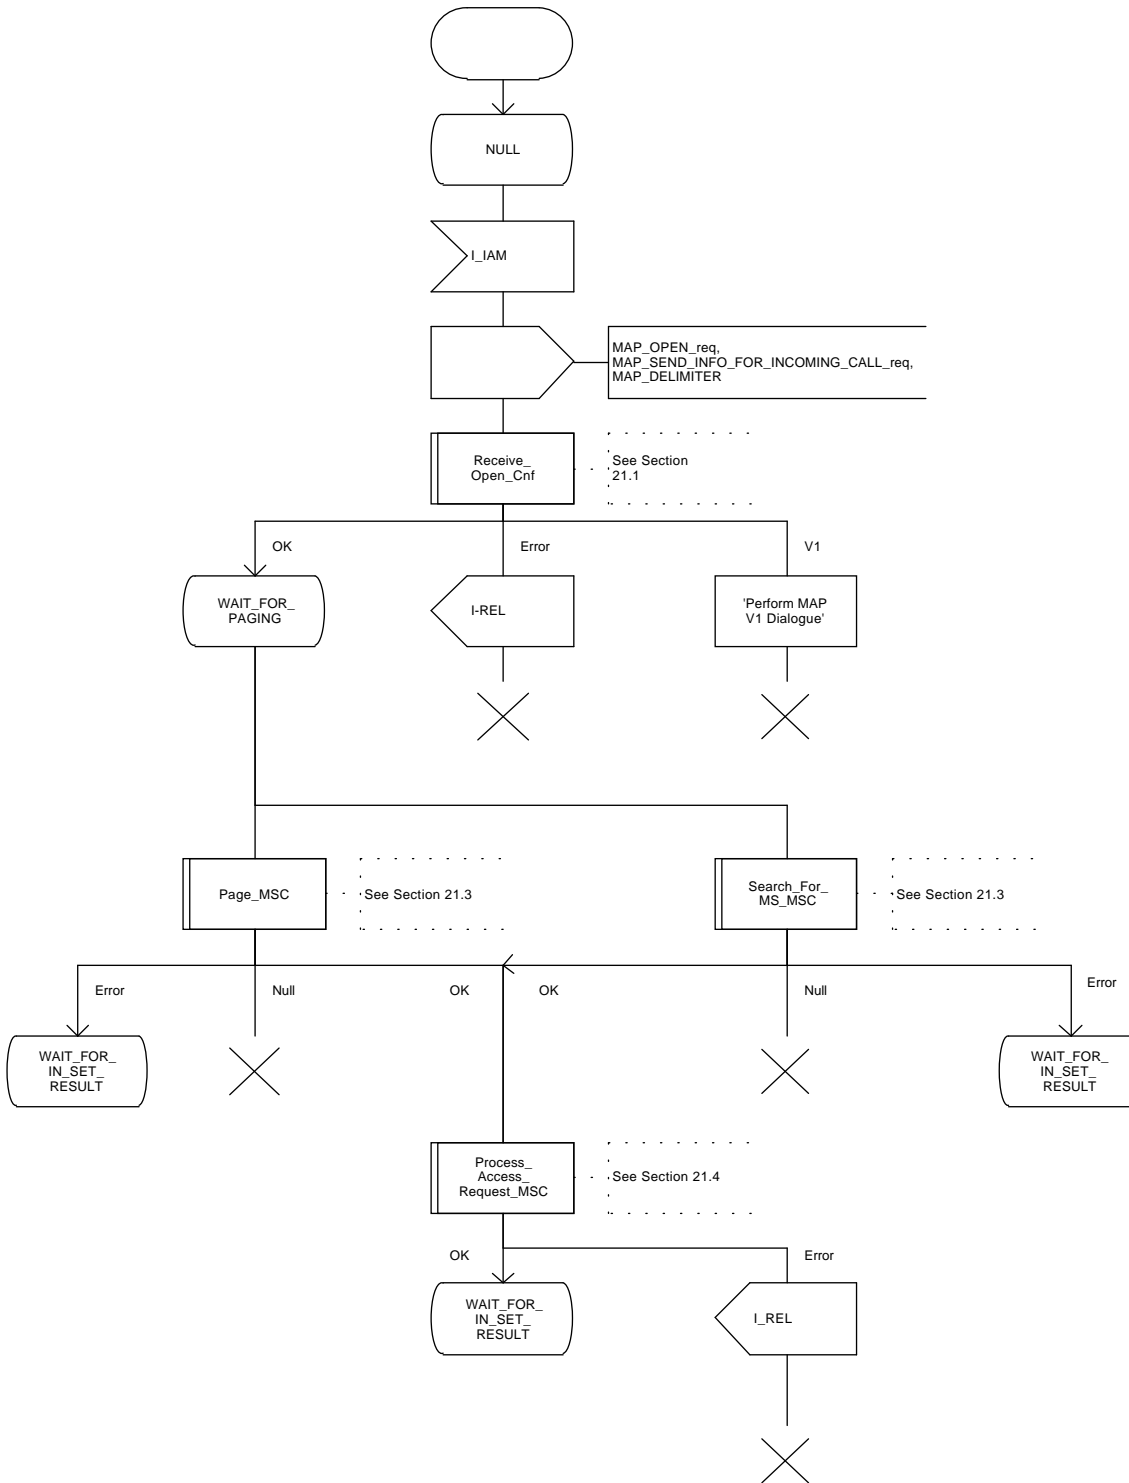 NULL
I_IAM
MAP_OPEN_req,
MAP_SEND_INFO_FOR_INCOMING_CALL_req,
MAP_DELIMITER
Receive_
Open_Cnf
See Section
21.1
OK
Error
V1
WAIT_FOR_
PAGING
I-REL
'Perform MAP
V1 Dialogue'
Page_MSC
See Section 21.3
Search_For_
MS_MSC
See Section 21.3
Error
Null
OK
OK
Null
Error
WAIT_FOR_
IN_SET_
RESULT
WAIT_FOR_
IN_SET_
RESULT
Process_
Access_
Request_MSC
See Section 21.4
OK
Error
WAIT_FOR_
IN_SET_
RESULT
I_REL